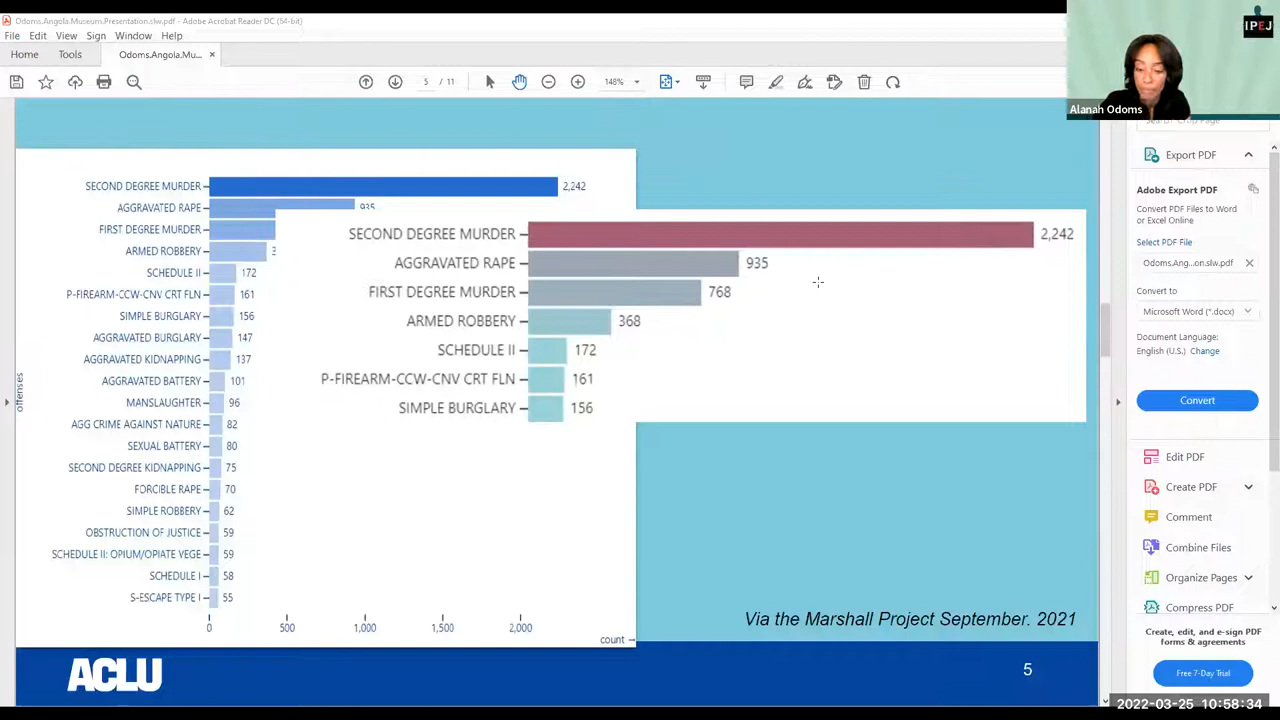 Odoms.Angola.Museum.Presentation.slw.pdf - Adobe Acrobat Reader DC (64-bit)
File Edit View Sign Window Help
Home Tools Odoms.Angola.Mu... ×
5 11 148%
IPEJ
Alanah Odoms
SECOND DEGREE MURDER 2,242
AGGRAVATED RAPE 935
FIRST DEGREE MURDER
ARMED ROBBERY 3
SCHEDULE II 172
P-FIREARM-CCW-CNV CRT FLN 161
SIMPLE BURGLARY 156
AGGRAVATED BURGLARY 147
AGGRAVATED KIDNAPPING 137
AGGRAVATED BATTERY 101
MANSLAUGHTER 96
AGG CRIME AGAINST NATURE 82
SEXUAL BATTERY 80
SECOND DEGREE KIDNAPPING 75
FORCIBLE RAPE 70
SIMPLE ROBBERY 62
OBSTRUCTION OF JUSTICE 59
SCHEDULE II: OPIUM/OPIATE VEGE 59
SCHEDULE I 58
S-ESCAPE TYPE I 55
offenses
0 500 1,000 1,500 2,000
count →
SECOND DEGREE MURDER 2,242
AGGRAVATED RAPE 935
FIRST DEGREE MURDER 768
ARMED ROBBERY 368
SCHEDULE II 172
P-FIREARM-CCW-CNV CRT FLN 161
SIMPLE BURGLARY 156
Via the Marshall Project September. 2021
ACLU
5
Export PDF
Adobe Export PDF
Convert PDF Files to Word
or Excel Online
Select PDF File
Odoms.Ang...on.slw.pdf ×
Convert to
Microsoft Word (*.docx)
Document Language:
English (U.S.) Change
Convert
Edit PDF
Create PDF
Comment
Combine Files
Organize Pages
Compress PDF
Create, edit, and e-sign PDF
forms & agreements
Free 7-Day Trial
2022-03-25 10:58:34